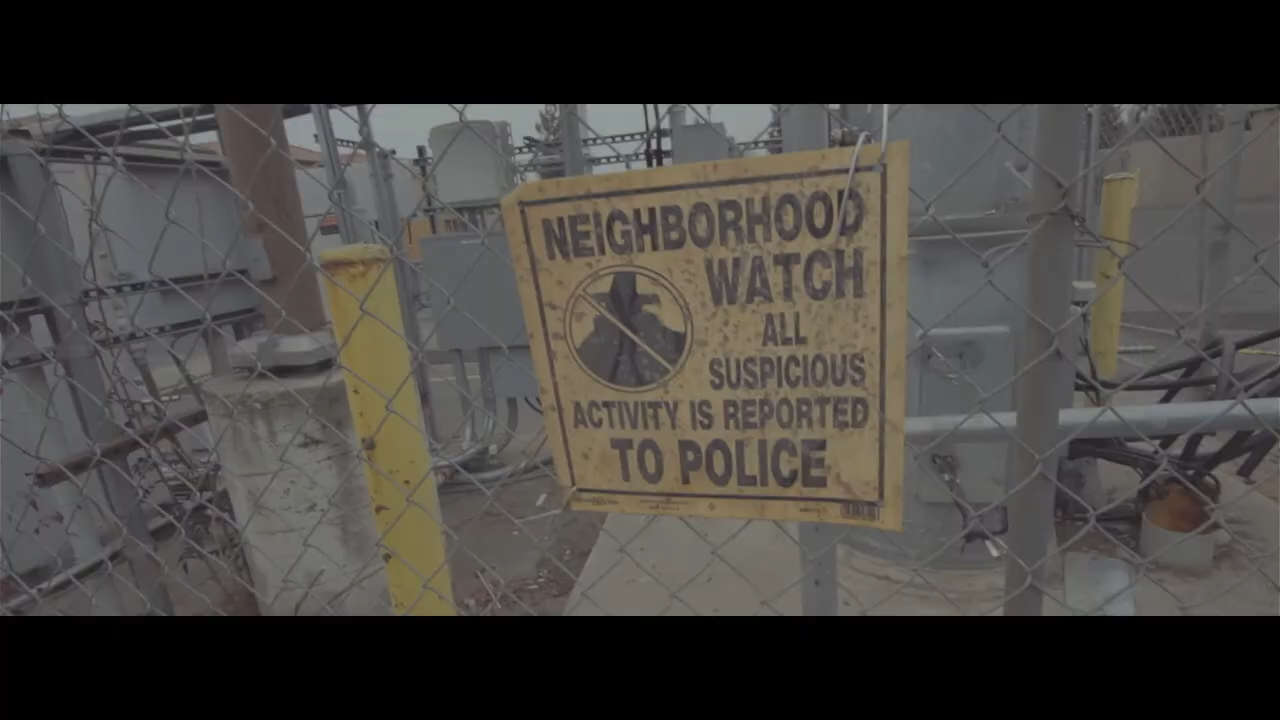 NEIGHBORHOOD
WATCH
ALL
SUSPICIOUS
ACTIVITY IS REPORTED
TO POLICE